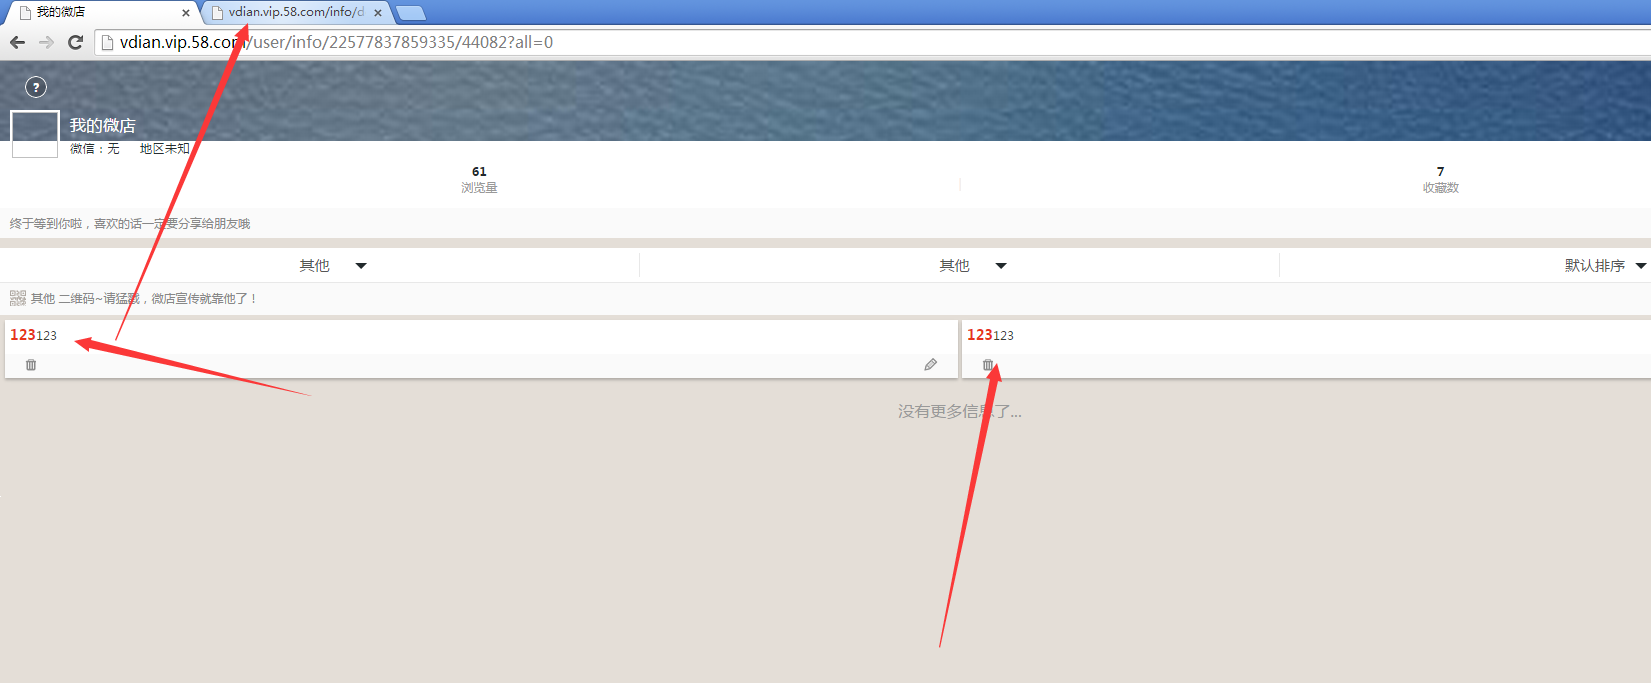 我的微店
vdian.vip.58.com/info/d
vdian.vip.58.com/user/info/22577837859335/44082?all=0
?
我的微店
微信：无 地区未知
61
浏览量
7
收藏数
终于等到你啦，喜欢的话一定要分享给朋友哦
其他
其他
默认排序
其他 二维码~请猛戳，微店宣传就靠他了！
123123
123123
没有更多信息了...